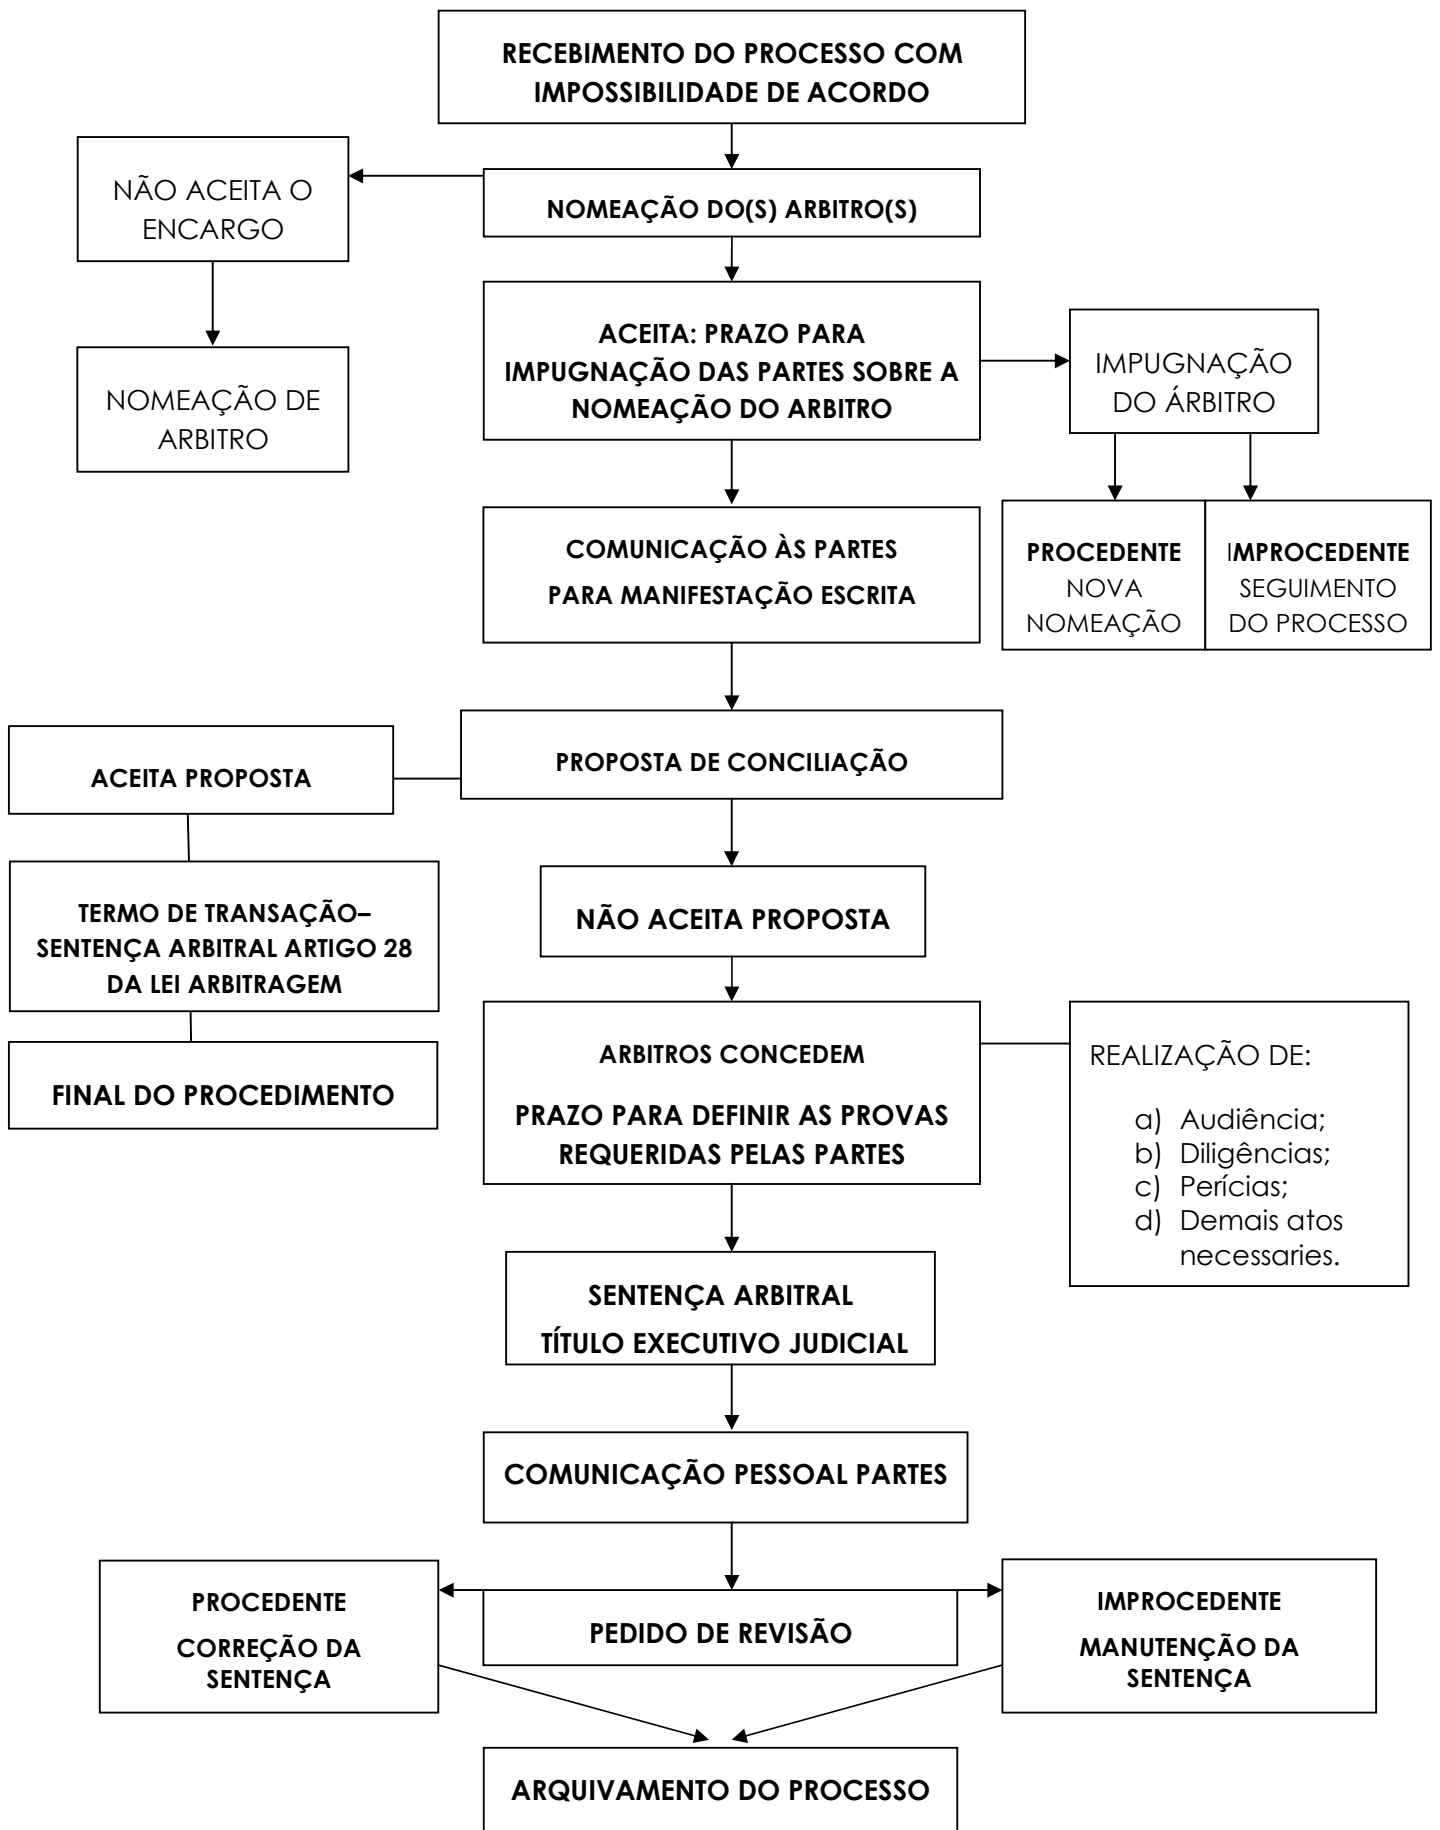 RECEBIMENTO DO PROCESSO COM
IMPOSSIBILIDADE DE ACORDO
NÃO ACEITA O
ENCARGO
NOMEAÇÃO DO(S) ARBITRO(S)
NOMEAÇÃO DE
ARBITRO
ACEITA: PRAZO PARA
IMPUGNAÇÃO DAS PARTES SOBRE A
NOMEAÇÃO DO ARBITRO
IMPUGNAÇÃO
DO ÁRBITRO
COMUNICAÇÃO ÀS PARTES
PARA MANIFESTAÇÃO ESCRITA
PROCEDENTE
NOVA
NOMEAÇÃO
IMPROCEDENTE
SEGUIMENTO
DO PROCESSO
ACEITA PROPOSTA
PROPOSTA DE CONCILIAÇÃO
TERMO DE TRANSAÇÃO–
SENTENÇA ARBITRAL ARTIGO 28
DA LEI ARBITRAGEM
NÃO ACEITA PROPOSTA
FINAL DO PROCEDIMENTO
ARBITROS CONCEDEM
PRAZO PARA DEFINIR AS PROVAS
REQUERIDAS PELAS PARTES
REALIZAÇÃO DE:
a) Audiência;
b) Diligências;
c) Perícias;
d) Demais atos
necessaries.
SENTENÇA ARBITRAL
TÍTULO EXECUTIVO JUDICIAL
COMUNICAÇÃO PESSOAL PARTES
PROCEDENTE
CORREÇÃO DA
SENTENÇA
PEDIDO DE REVISÃO
IMPROCEDENTE
MANUTENÇÃO DA
SENTENÇA
ARQUIVAMENTO DO PROCESSO